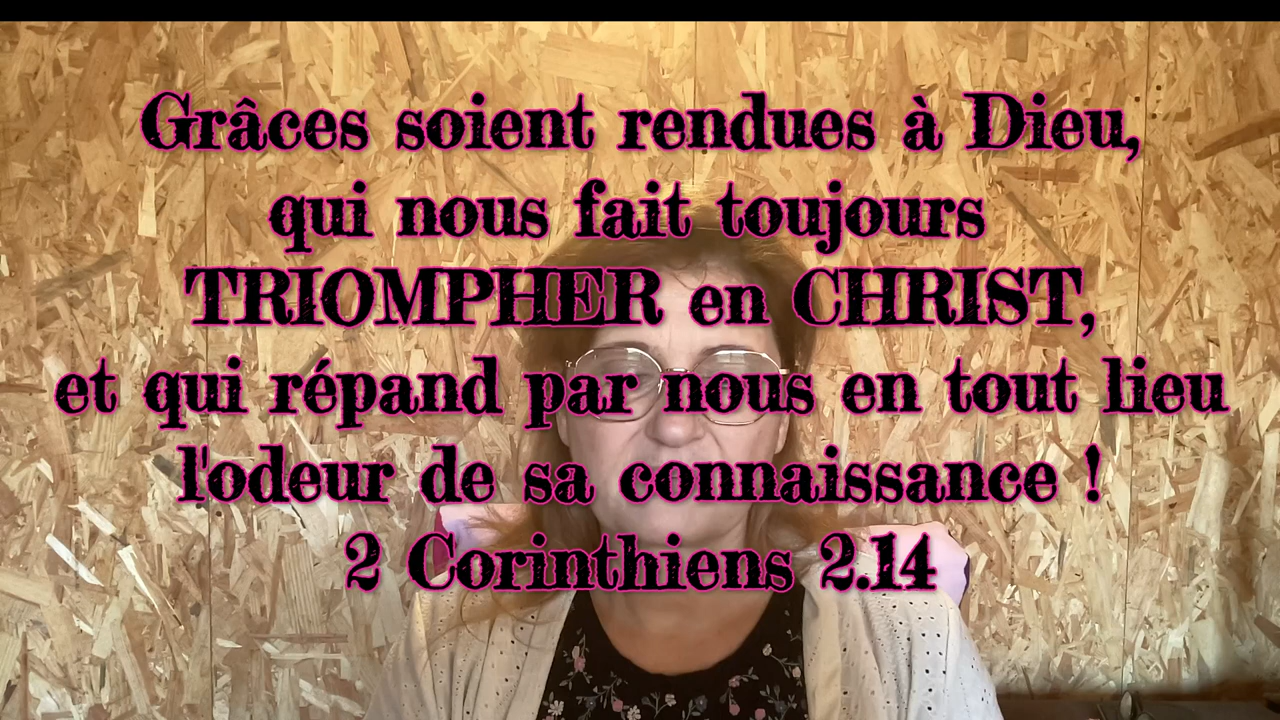 Grâces soient rendues à Dieu,
qui nous fait toujours
TRIOMPHER en CHRIST,
et qui répand par nous en tout lieu
l'odeur de sa connaissance !
2 Corinthiens 2.14